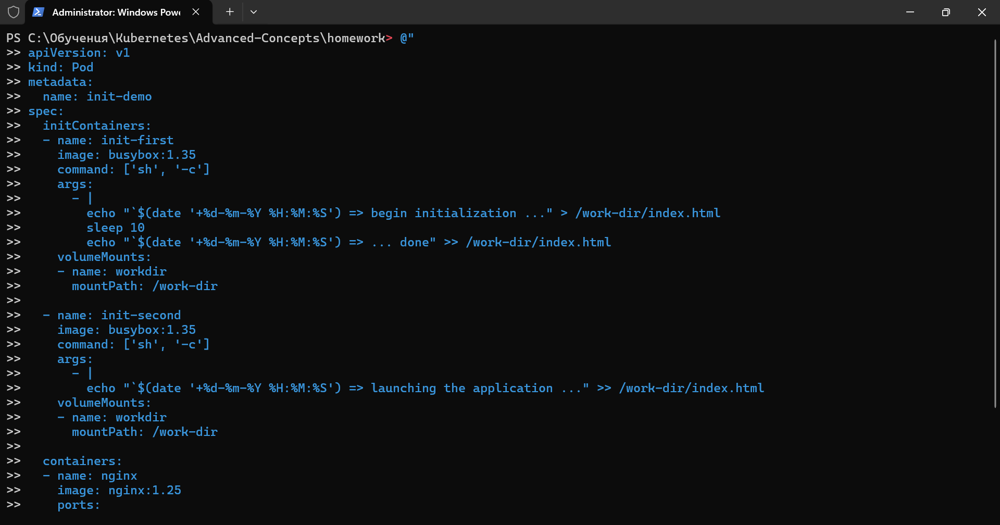 Administrator: Windows Pow
PS C:\Обучения\Kubernetes\Advanced-Concepts\homework> @"
>> apiVersion: v1
>> kind: Pod
>> metadata:
>>   name: init-demo
>> spec:
>>   initContainers:
>>   - name: init-first
>>     image: busybox:1.35
>>     command: ['sh', '-c']
>>     args:
>>       - |
>>         echo "`$(date '+%d-%m-%Y %H:%M:%S') => begin initialization ..." > /work-dir/index.html
>>         sleep 10
>>         echo "`$(date '+%d-%m-%Y %H:%M:%S') => ... done" >> /work-dir/index.html
>>     volumeMounts:
>>     - name: workdir
>>       mountPath: /work-dir
>>
>>   - name: init-second
>>     image: busybox:1.35
>>     command: ['sh', '-c']
>>     args:
>>       - |
>>         echo "`$(date '+%d-%m-%Y %H:%M:%S') => launching the application ..." >> /work-dir/index.html
>>     volumeMounts:
>>     - name: workdir
>>       mountPath: /work-dir
>>
>>   containers:
>>   - name: nginx
>>     image: nginx:1.25
>>     ports: